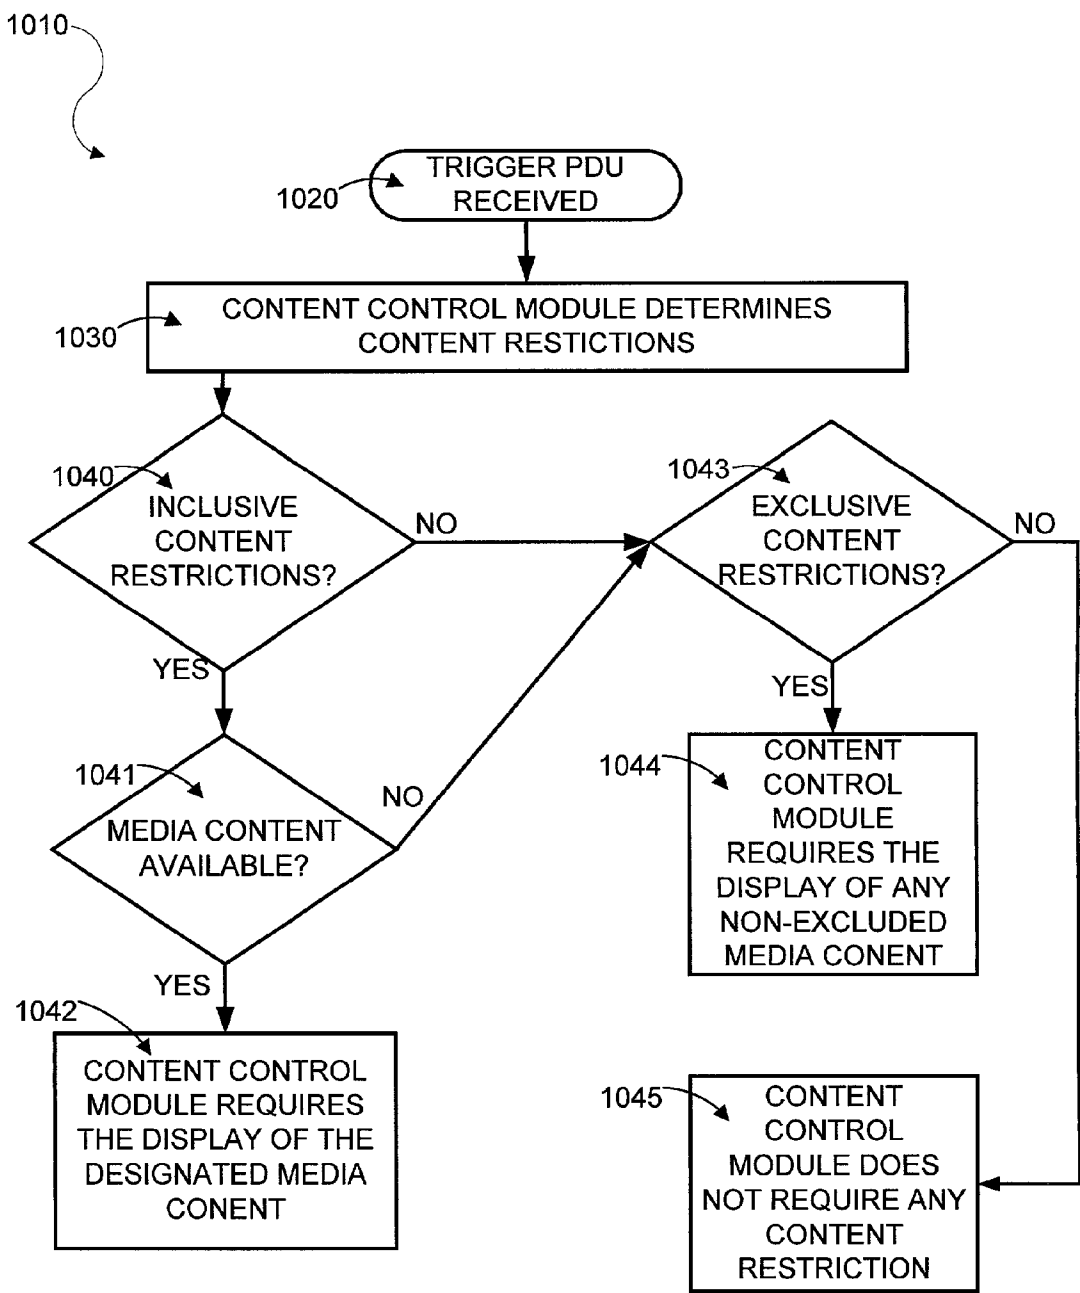 1010
1020
TRIGGER PDU
RECEIVED
1030
CONTENT CONTROL MODULE DETERMINES
CONTENT RESTICTIONS
1040
INCLUSIVE
CONTENT
RESTRICTIONS?
NO
YES
1041
MEDIA CONTENT
AVAILABLE?
NO
YES
1042
CONTENT CONTROL
MODULE REQUIRES
THE DISPLAY OF THE
DESIGNATED MEDIA
CONENT
1043
EXCLUSIVE
CONTENT
RESTRICTIONS?
NO
YES
1044
CONTENT
CONTROL
MODULE
REQUIRES THE
DISPLAY OF ANY
NON-EXCLUDED
MEDIA CONENT
1045
CONTENT
CONTROL
MODULE DOES
NOT REQUIRE ANY
CONTENT
RESTRICTION